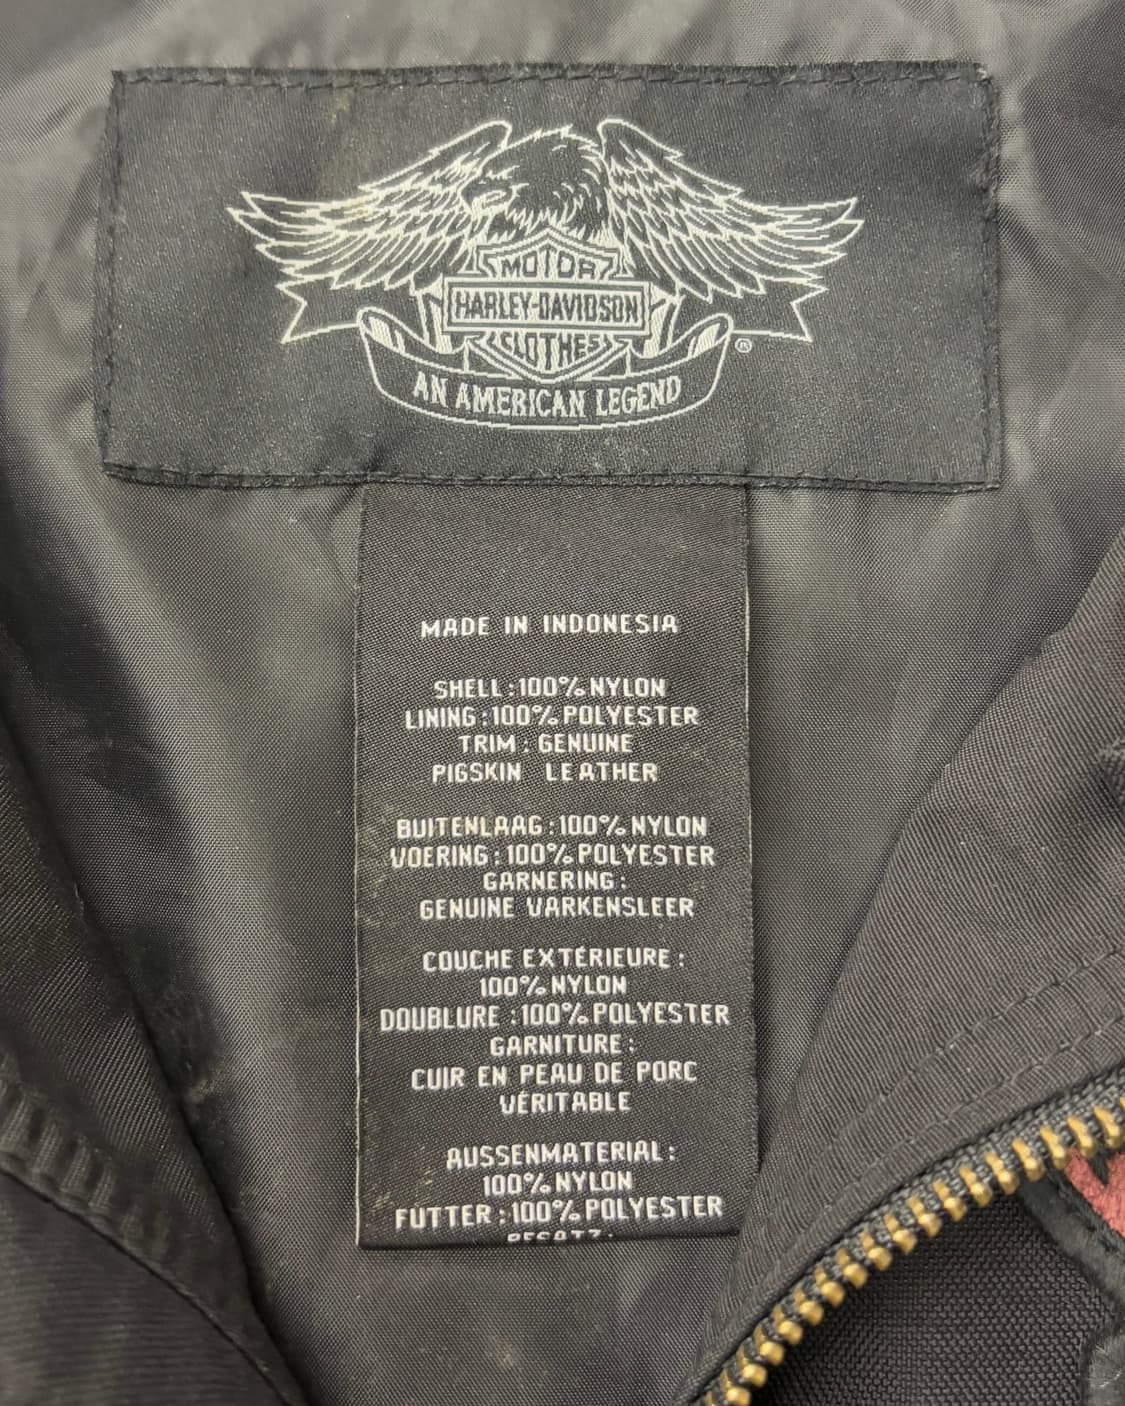 MOTOR
HARLEY-DAVIDSON
CLOTHES
®
AN AMERICAN LEGEND
MADE IN INDONESIA
SHELL:100% NYLON
LINING:100% POLYESTER
TRIM: GENUINE
PIGSKIN LEATHER
BUITENLAAG:100% NYLON
VOERING:100% POLYESTER
GARNERING:
GENUINE VARKENSLEER
COUCHE EXTÉRIEURE:
100% NYLON
DOUBLURE:100% POLYESTER
GARNITURE:
CUIR EN PEAU DE PORC
VÉRITABLE
AUSSENMATERIAL:
100% NYLON
FUTTER:100% POLYESTER
BESATZ: